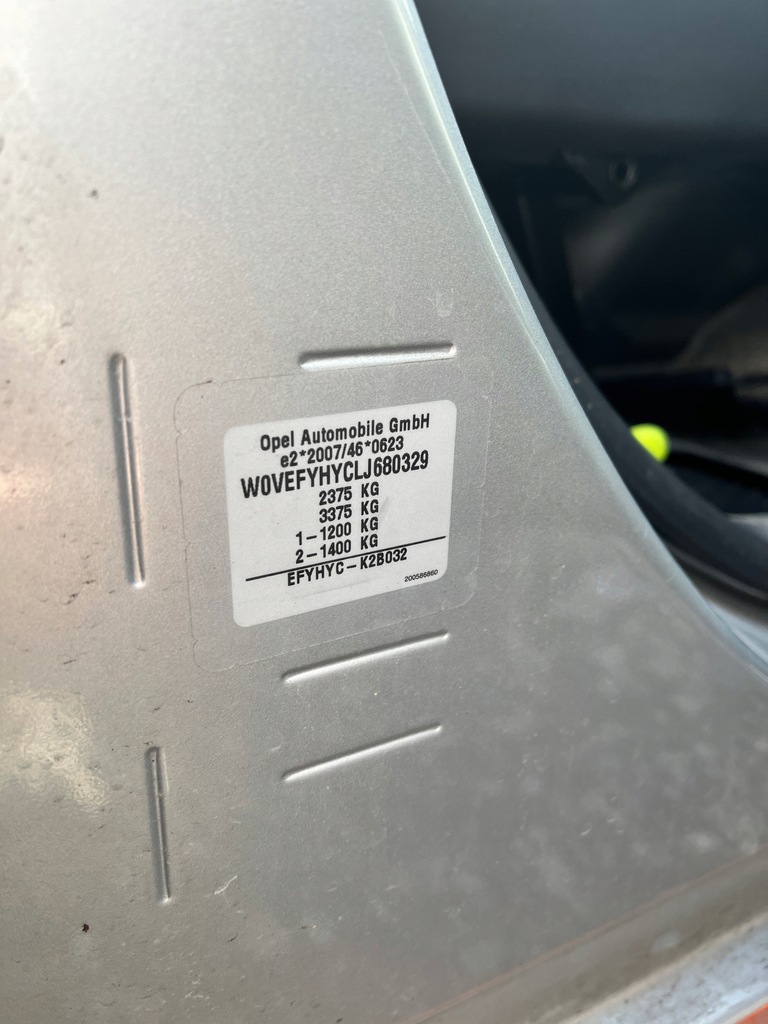 Opel Automobile GmbH
e2*2007/46*0623
W0VEFYHYCLJ680329
2375 KG
3375 KG
1-1200 KG
2-1400 KG
EFYHYC-K2B032
200586860